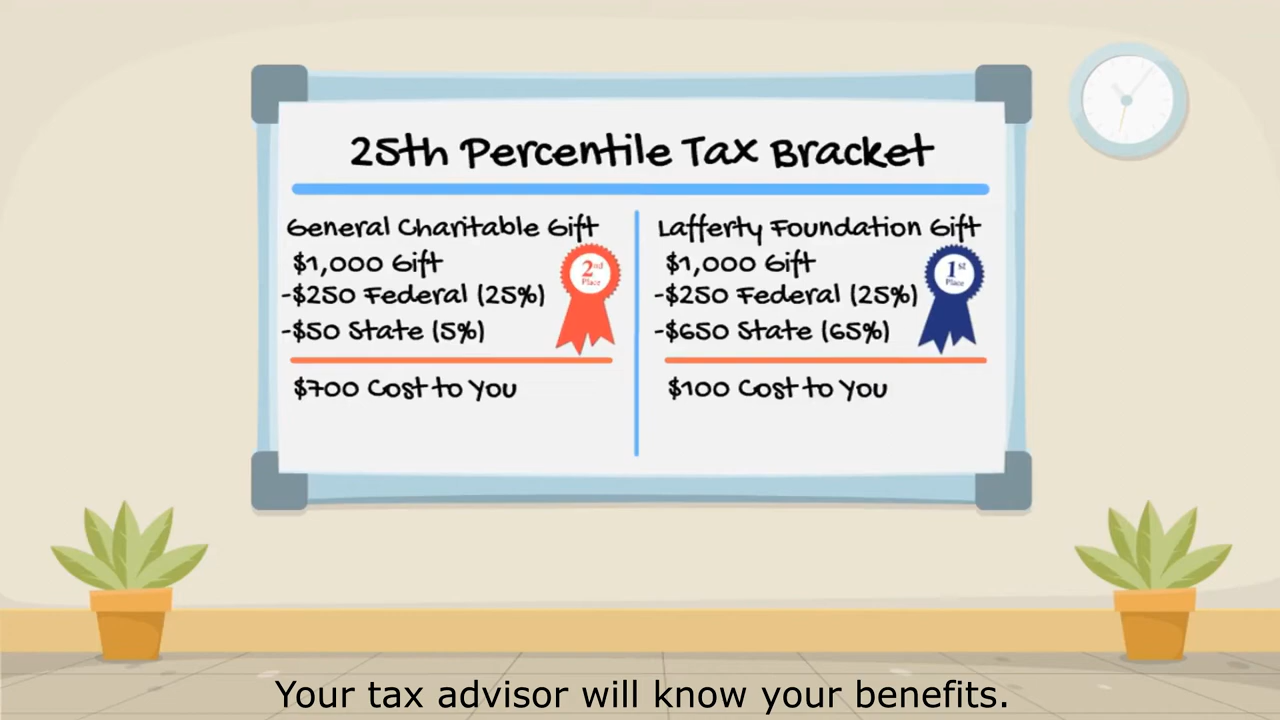 25th Percentile Tax Bracket
General Charitable Gift
$1,000 Gift
-$250 Federal (25%)
-$50 State (5%)
$700 Cost to You
2nd
Place
Lafferty Foundation Gift
$1,000 Gift
-$250 Federal (25%)
-$650 State (65%)
$100 Cost to You
1st
Place
Your tax advisor will know your benefits.